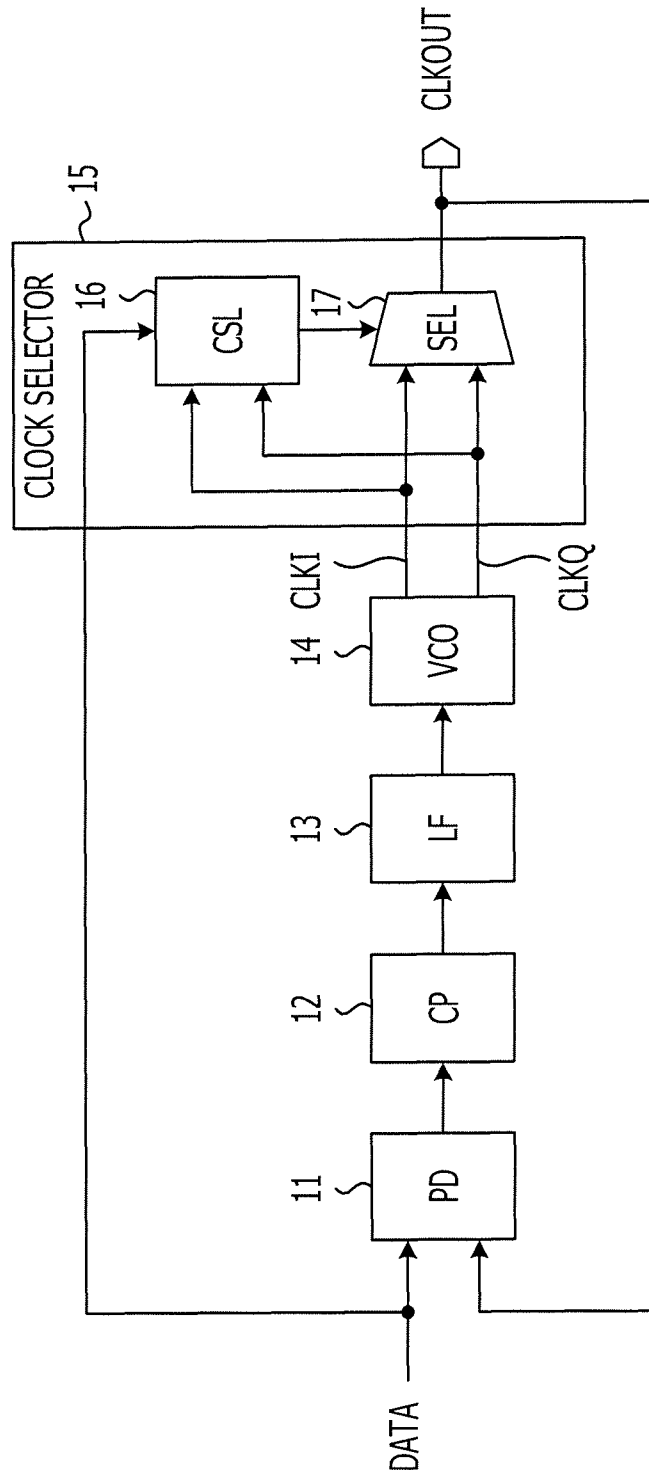 DATA
11
PD
12
CP
13
LF
14
VCO
CLKI
CLKQ
CLOCK SELECTOR
15
16
CSL
17
SEL
CLKOUT